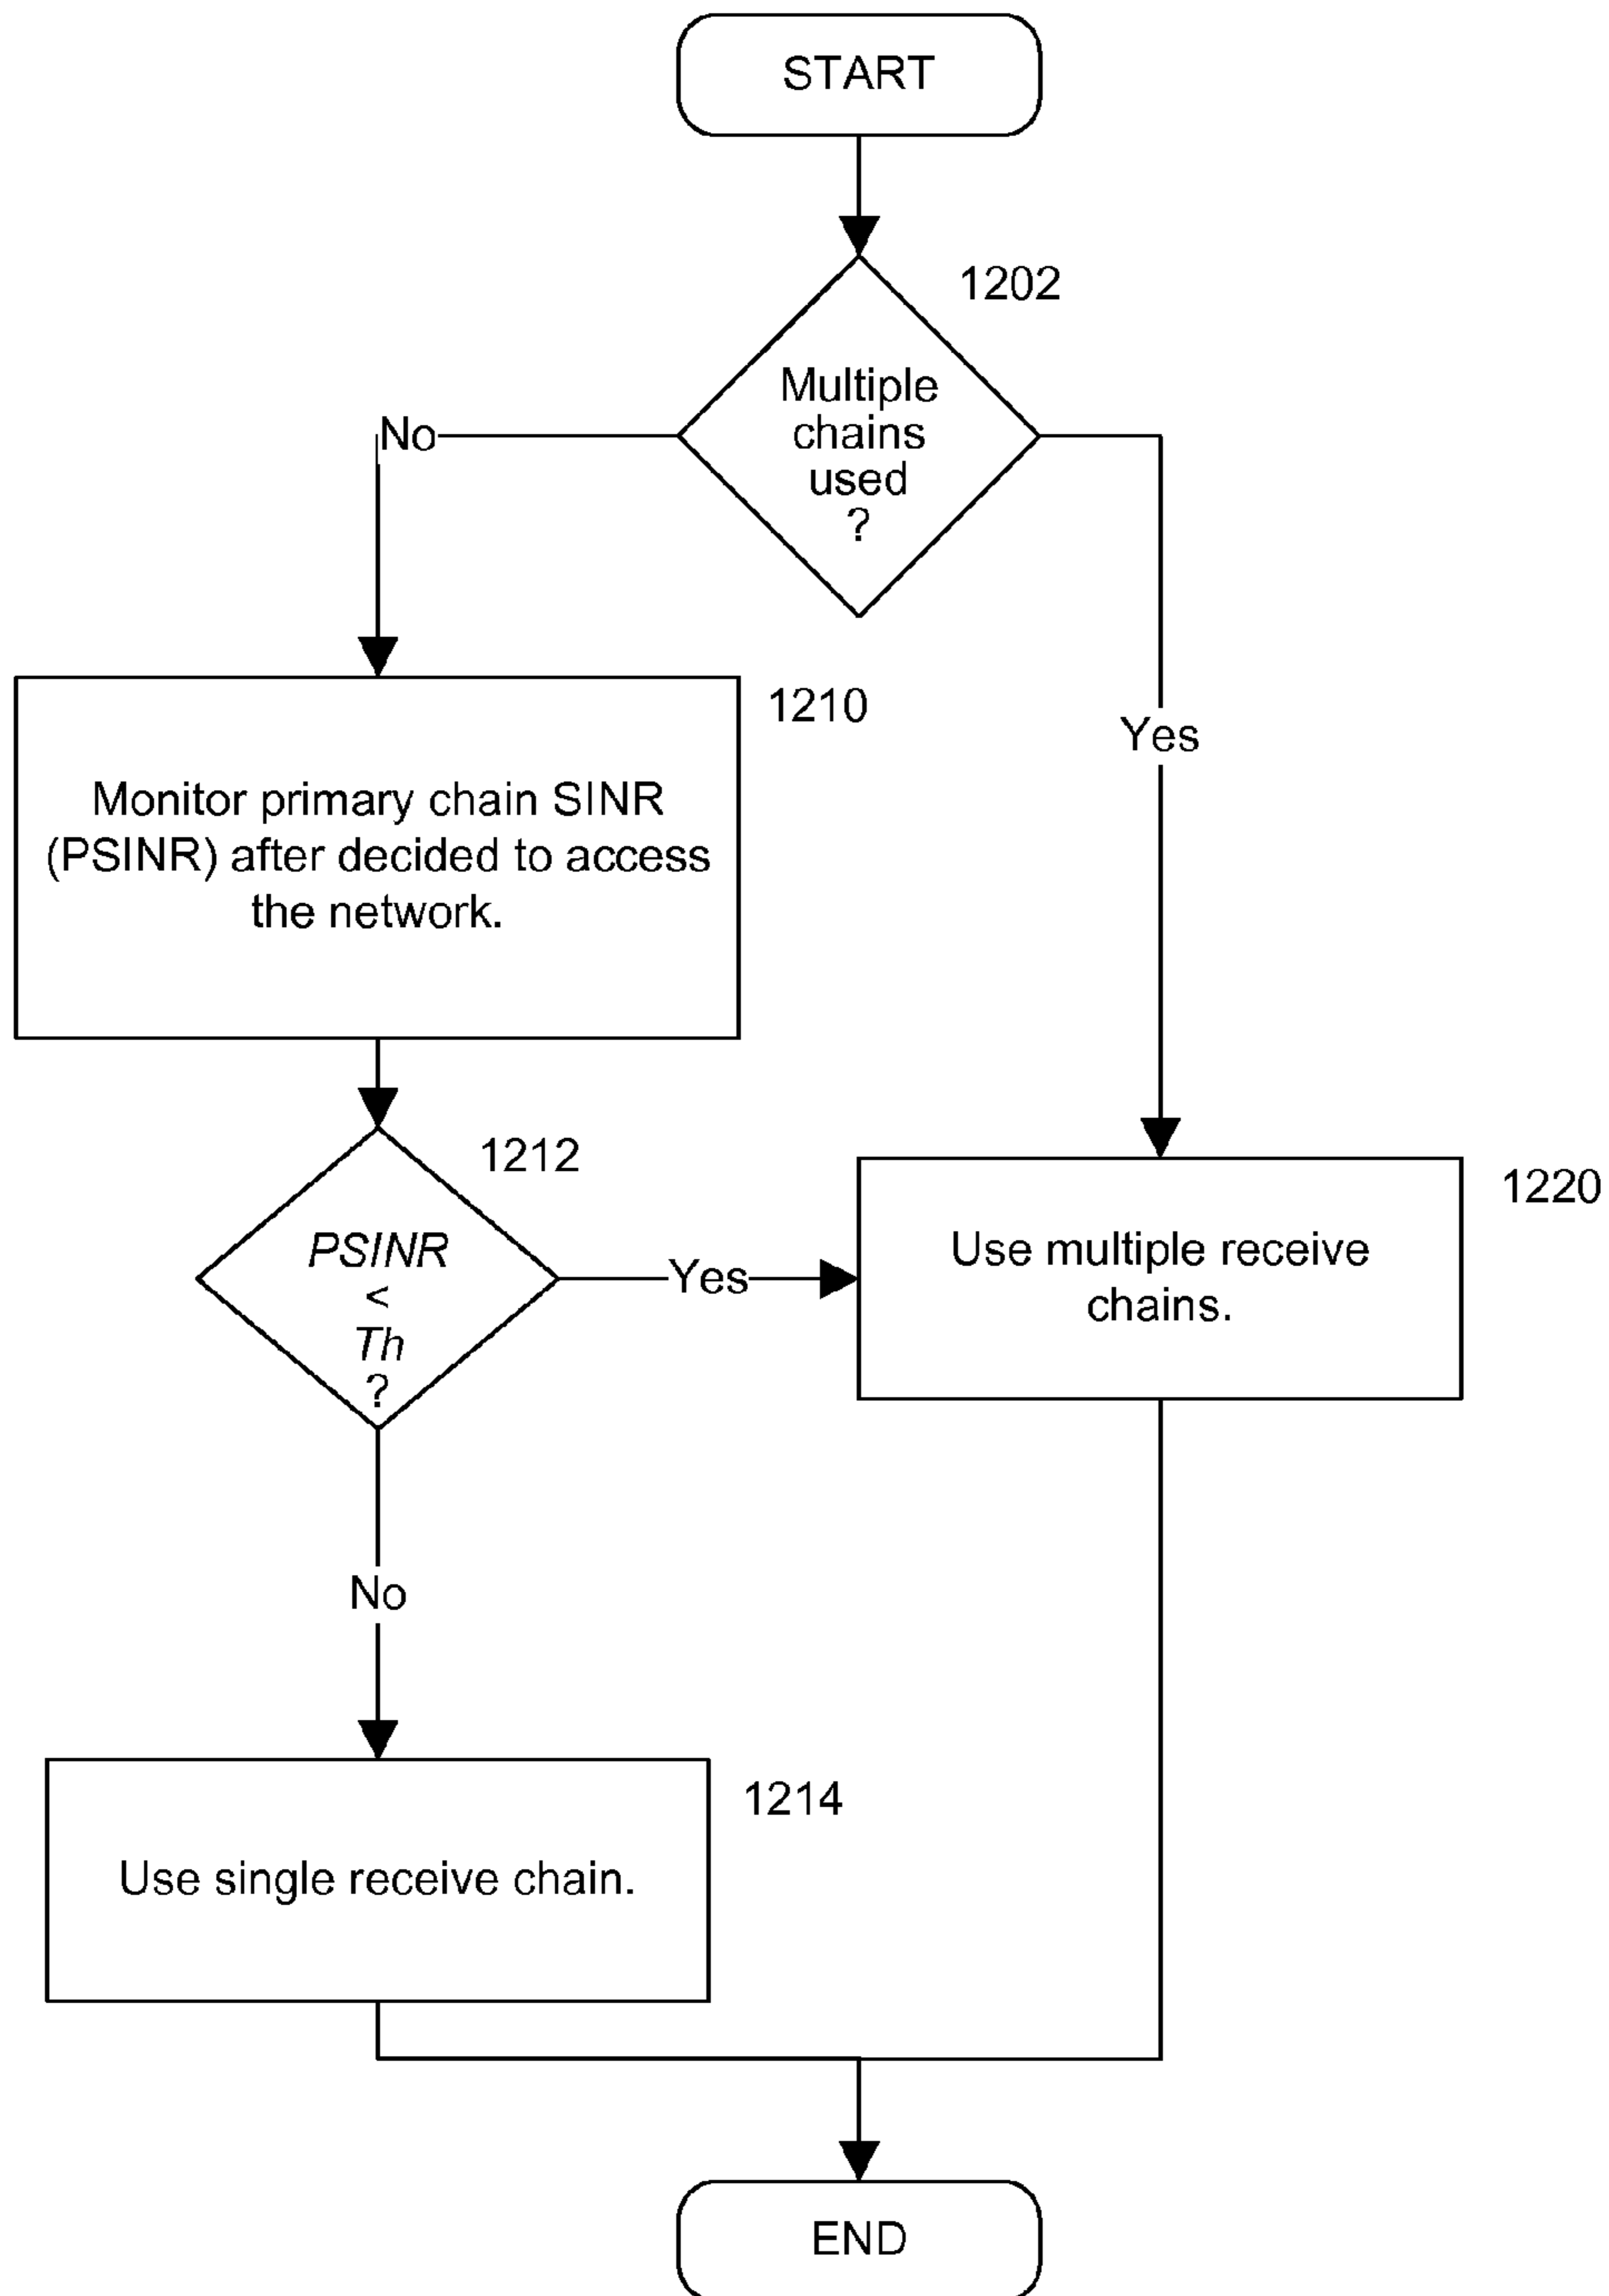 START
1202
Multiple
chains
used
?
No
Yes
1210
Monitor primary chain SINR
(PSINR) after decided to access
the network.
1212
PSINR
<
Th
?
Yes
1220
Use multiple receive
chains.
No
1214
Use single receive chain.
END